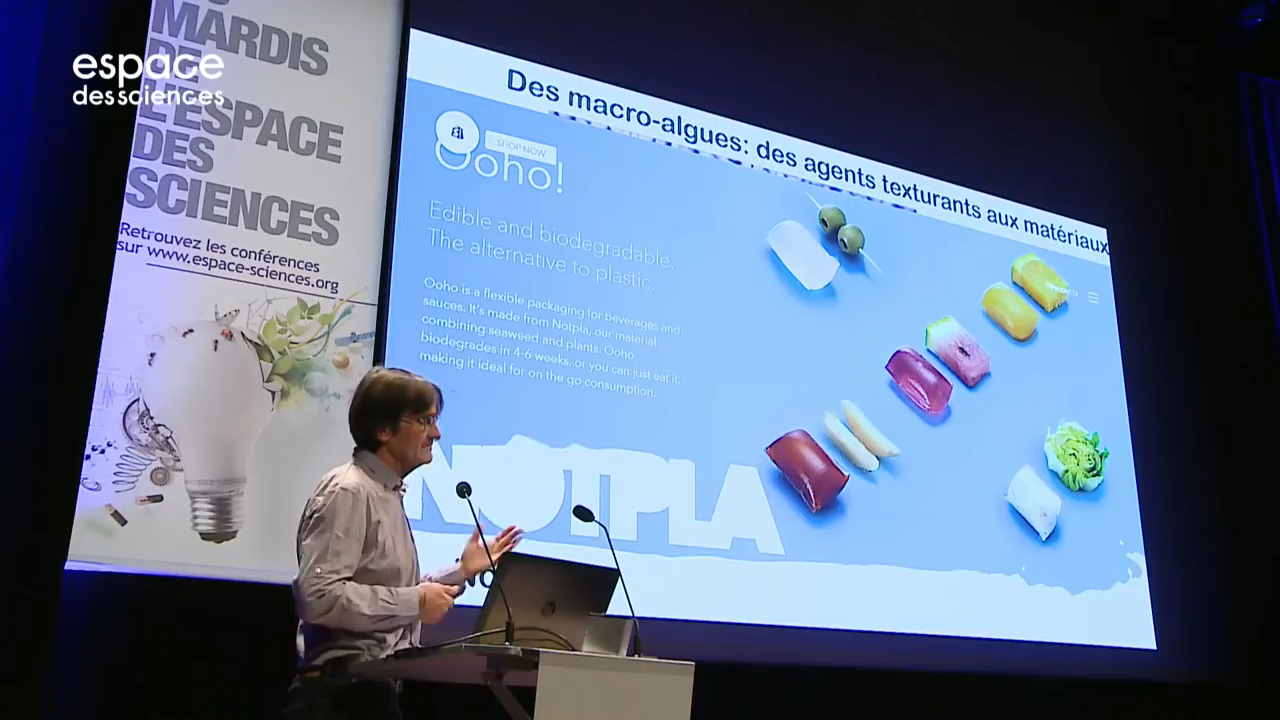 espace
des sciences
MARDIS
DE
L'ESPACE
DES
SCIENCES
Retrouvez les conférences
sur www.espace-sciences.org
Des macro-algues: des agents texturants aux matériaux
SHOP NOW
Ooho!
Edible and biodegradable.
The alternative to plastic.
Ooho is a flexible packaging for beverages and
sauces. It's made from Notpla, our material
combining seaweed and plants. Ooho
biodegrades in 4-6 weeks, or you can just eat it,
making it ideal for on the go consumption.
NOTPLA